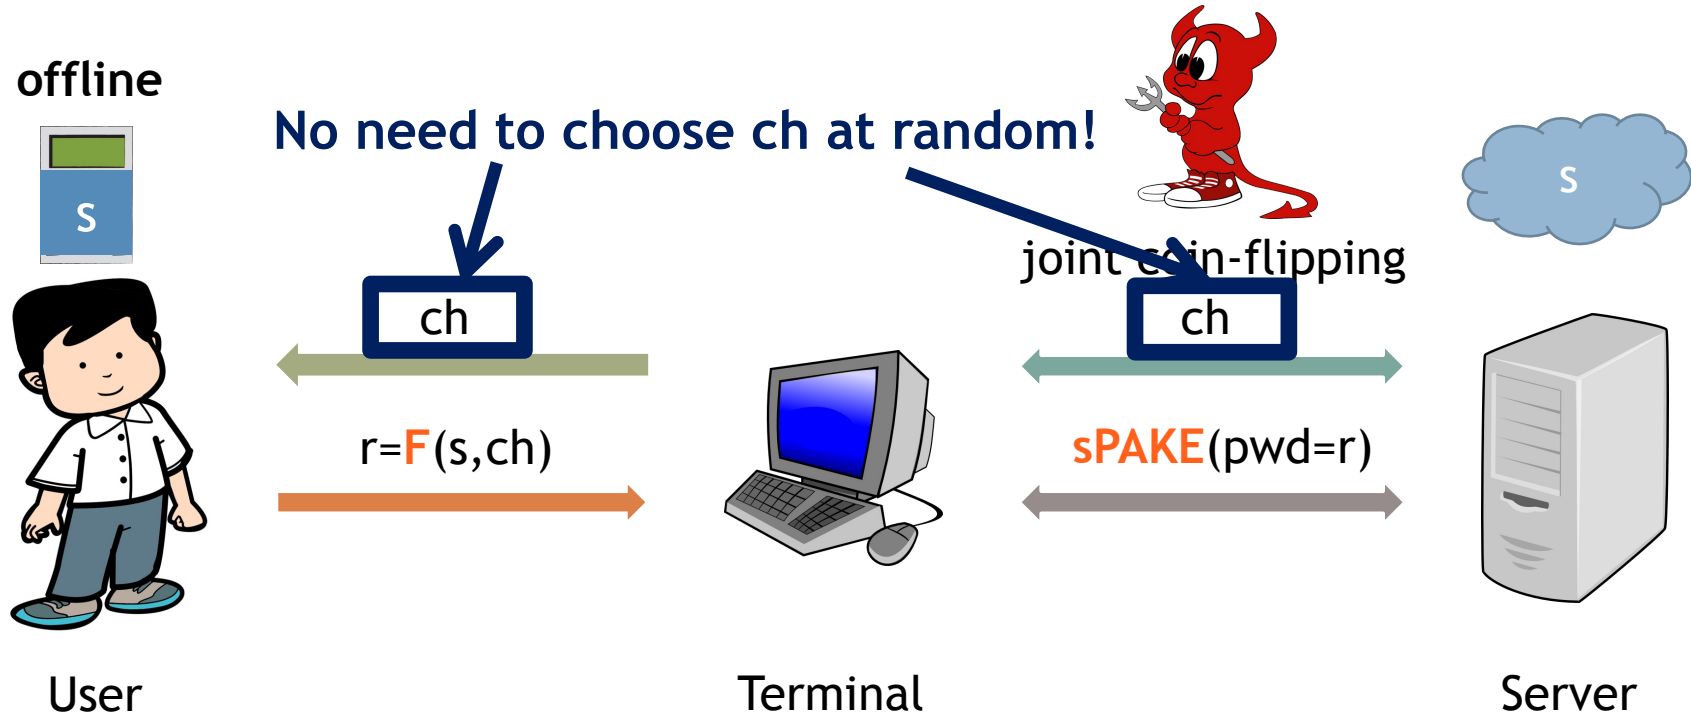 offline
No need to choose ch at random!
s
s
joint coin-flipping
ch
ch
r=F(s,ch)
sPAKE(pwd=r)
User
Terminal
Server